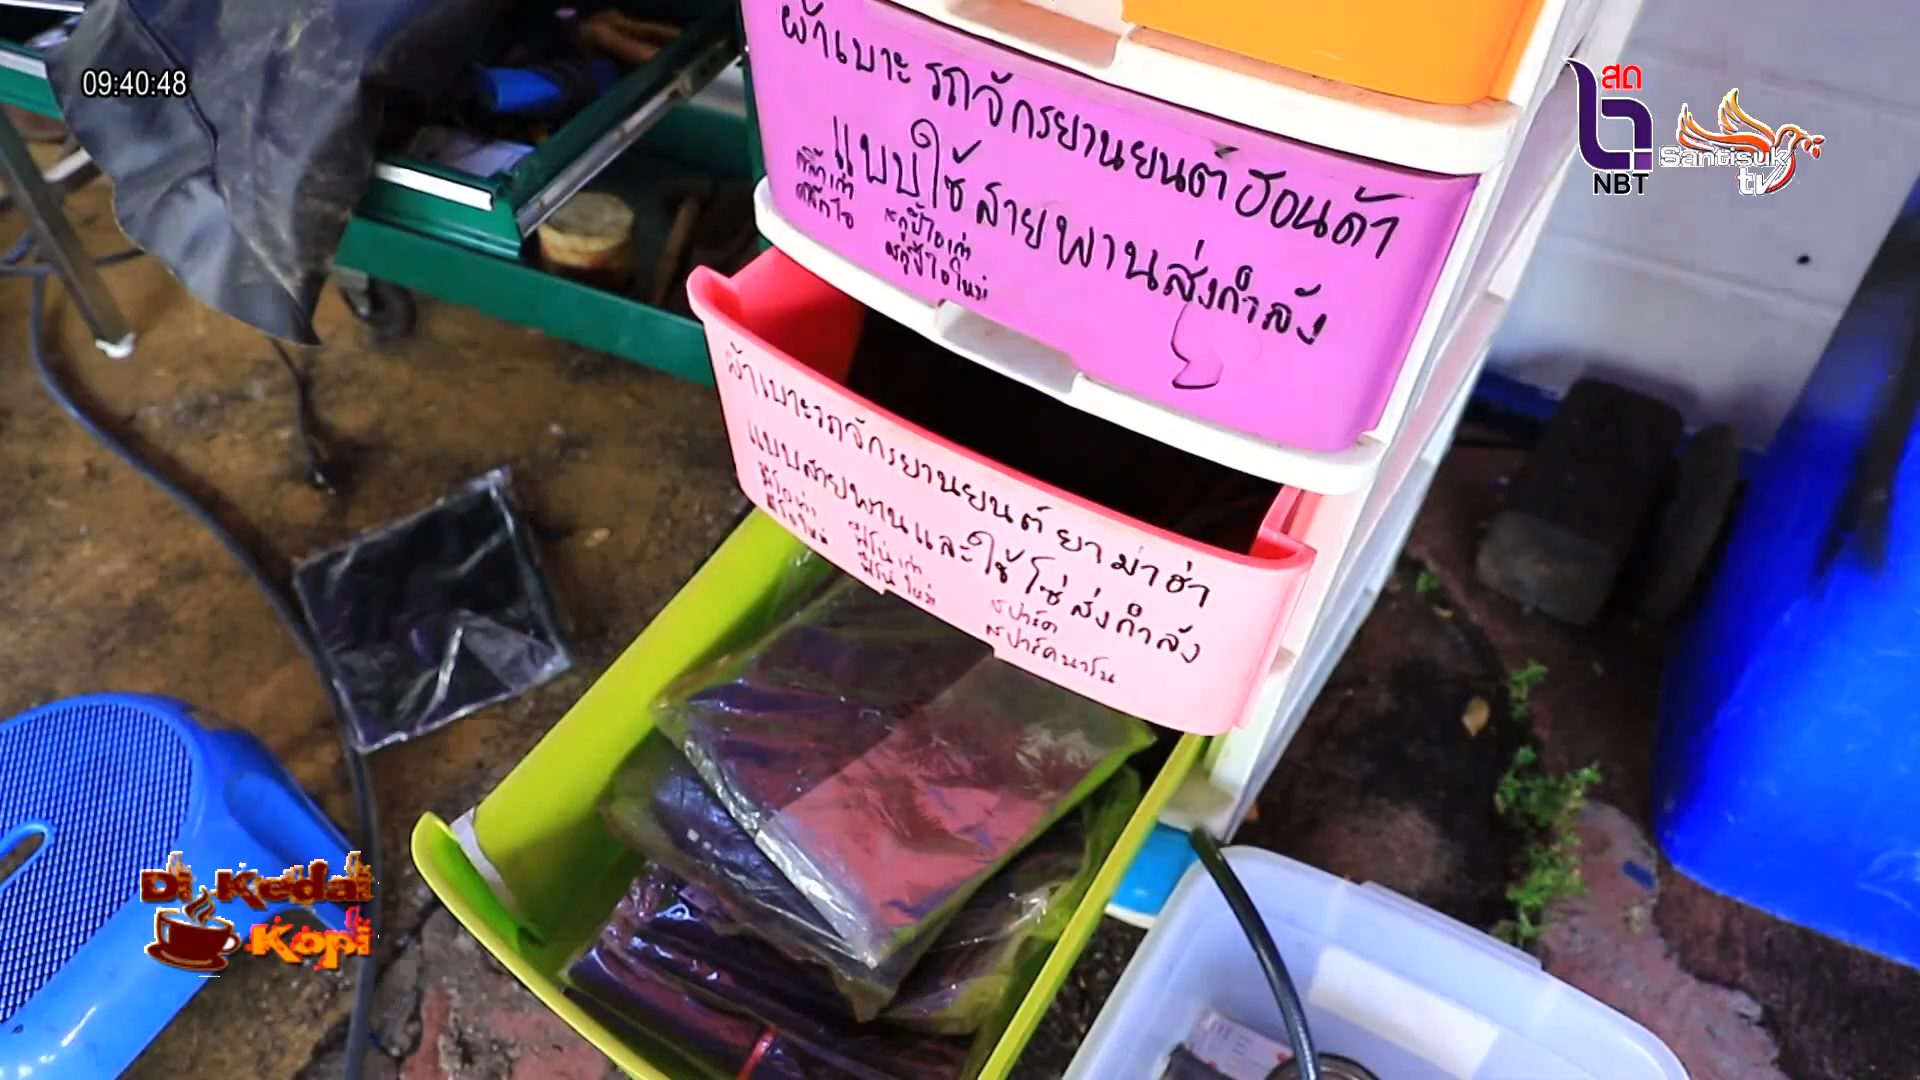 09:40:48
สด
NBT
Santisuk
tv
ผ้าเบาะ รถจักรยานยนต์ ฮอนด้า
แบบใช้ สายพานส่งกำลัง
คลิกเก่า
คลิกไอ
สกูปปี้ไอเก่า
สกูปปี้ไอใหม่
ผ้าเบาะรถจักรยานยนต์ ยาม่าฮ่า
แบบสายพานและใช้โซ่ส่งกำลัง
มีโอเก่า
มีโอใหม่
ฟีโน่เก่า
ฟีโน่ใหม่
สปาร์ค
สปาร์คนาโน
Di Kedai
Kopi